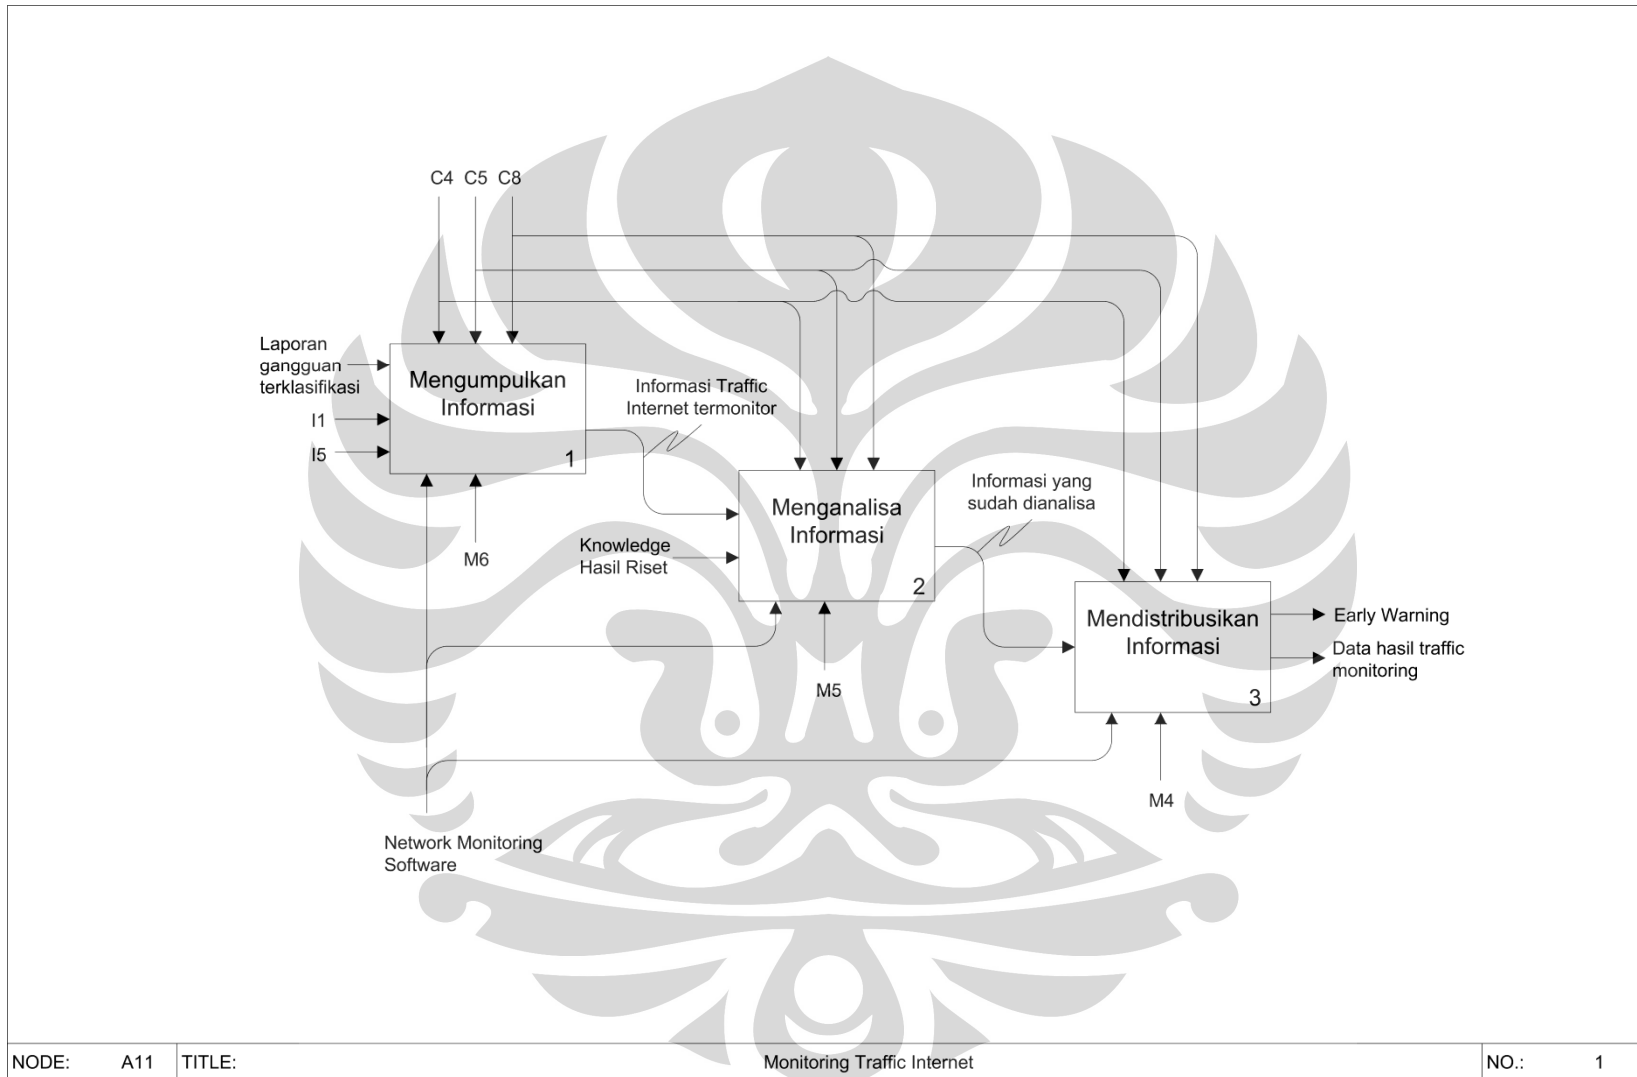 C4 C5 C8
Laporan
gangguan
terklasifikasi
I1
I5
Mengumpulkan
Informasi
1
M6
Informasi Traffic
Internet termonitor
Knowledge
Hasil Riset
Menganalisa
Informasi
2
M5
Informasi yang
sudah dianalisa
Mendistribusikan
Informasi
3
M4
Early Warning
Data hasil traffic
monitoring
Network Monitoring
Software
NODE: A11 TITLE: Monitoring Traffic Internet NO.: 1